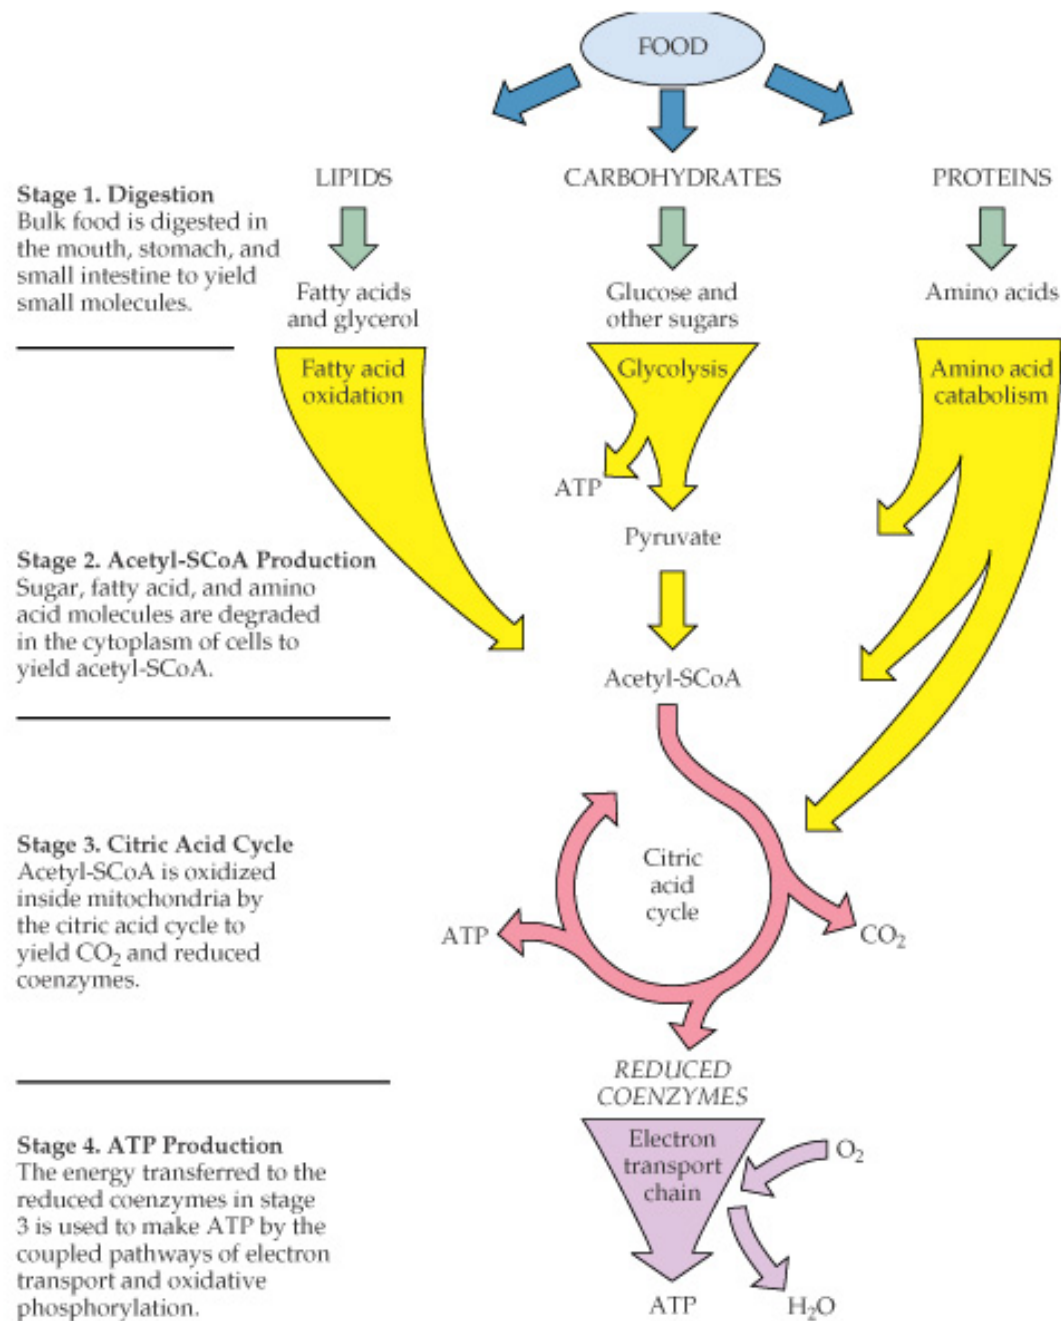 FOOD
LIPIDS
CARBOHYDRATES
PROTEINS
Stage 1. Digestion
Bulk food is digested in
the mouth, stomach, and
small intestine to yield
small molecules.
Fatty acids
and glycerol
Glucose and
other sugars
Amino acids
Fatty acid
oxidation
Glycolysis
Amino acid
catabolism
ATP
Pyruvate
Stage 2. Acetyl-SCoA Production
Sugar, fatty acid, and amino
acid molecules are degraded
in the cytoplasm of cells to
yield acetyl-SCoA.
Acetyl-SCoA
Stage 3. Citric Acid Cycle
Acetyl-SCoA is oxidized
inside mitochondria by
the citric acid cycle to
yield CO₂ and reduced
coenzymes.
Citric
acid
cycle
ATP
CO₂
REDUCED
COENZYMES
Stage 4. ATP Production
The energy transferred to the
reduced coenzymes in stage
3 is used to make ATP by the
coupled pathways of electron
transport and oxidative
phosphorylation.
Electron
transport
chain
O₂
ATP
H₂O